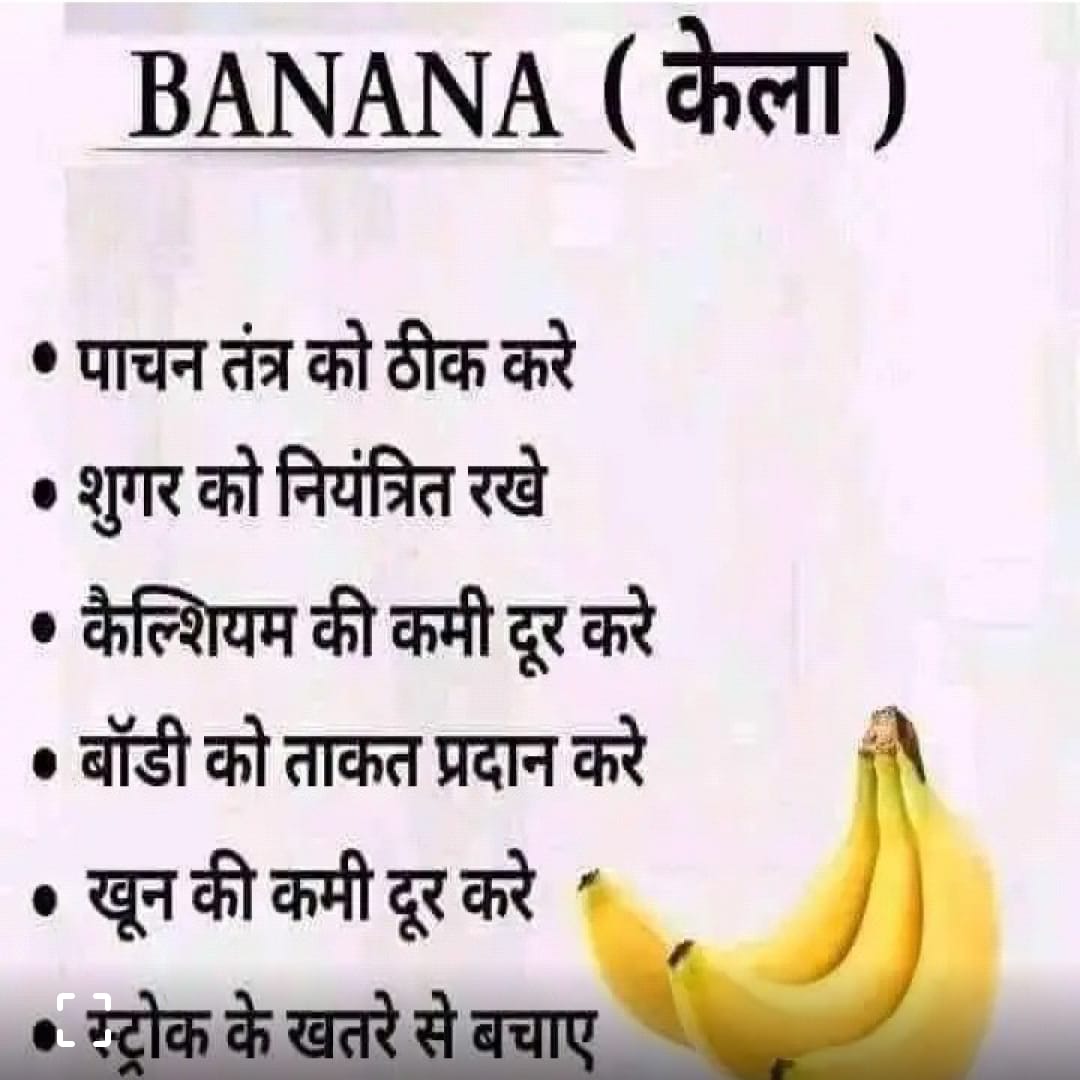 BANANA ( केला )
• पाचन तंत्र को ठीक करे
• शुगर को नियंत्रित रखे
• कैल्शियम की कमी दूर करे
• बॉडी को ताकत प्रदान करे
• खून की कमी दूर करे
• स्ट्रोक के खतरे से बचाए